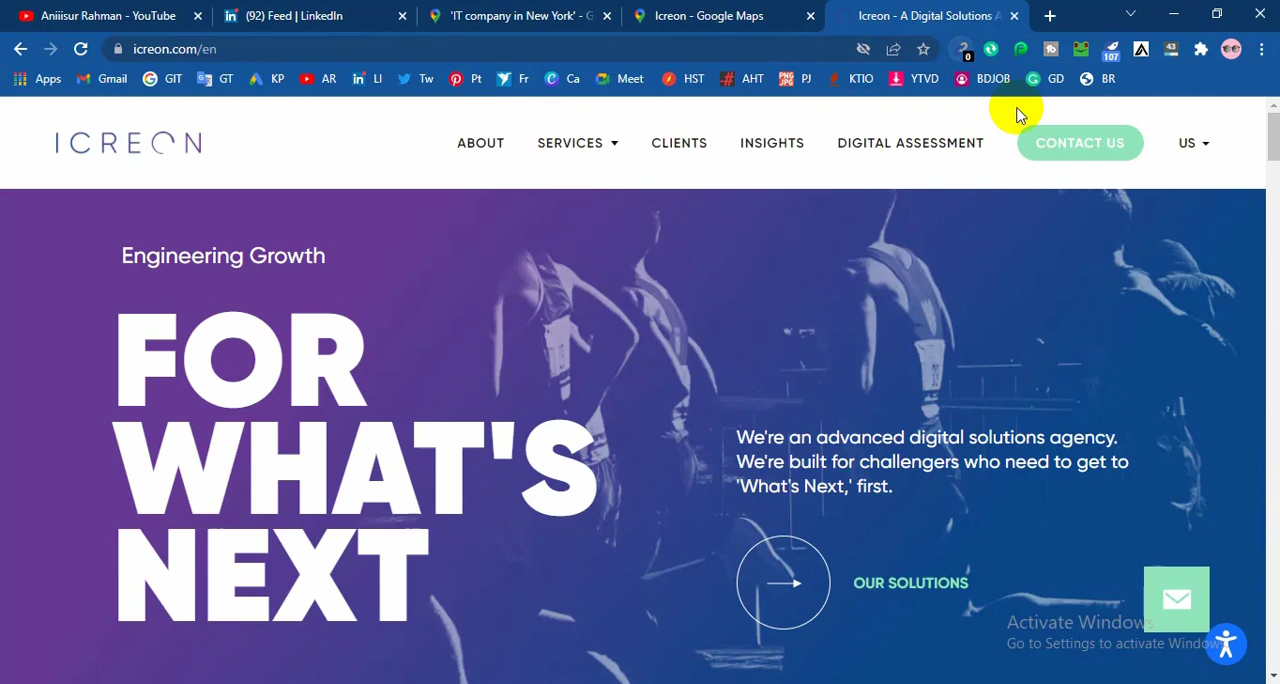 Aniiisur Rahman - YouTube
(92) Feed | LinkedIn
'IT company in New York' - G
Icreon - Google Maps
Icreon - A Digital Solutions A
icreon.com/en
0
107
43
Apps
Gmail
GIT
GT
KP
AR
LI
Tw
Pt
Fr
Ca
Meet
HST
AHT
PJ
KTIO
YTVD
BDJOB
GD
BR
ICREON
ABOUT
SERVICES
CLIENTS
INSIGHTS
DIGITAL ASSESSMENT
CONTACT US
US
Engineering Growth
FOR
WHAT'S
NEXT
We're an advanced digital solutions agency.
We're built for challengers who need to get to
'What's Next,' first.
OUR SOLUTIONS
Activate Windows
Go to Settings to activate Windows